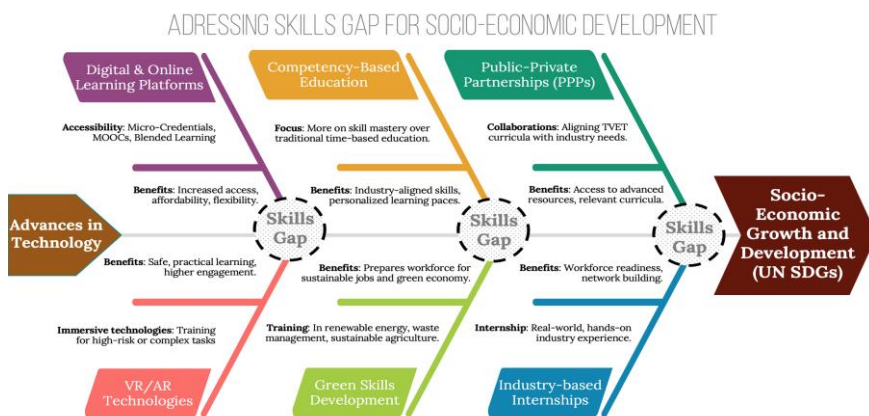 ADRESSING SKILLS GAP FOR SOCIO-ECONOMIC DEVELOPMENT
Digital & Online
Learning Platforms
Competency-Based
Education
Public-Private
Partnerships (PPPs)
Accessibility: Micro-Credentials,
MOOCs, Blended Learning
Focus: More on skill mastery over
traditional time-based education.
Collaborations: Aligning TVET
curricula with industry needs.
Benefits: Increased access,
affordability, flexibility.
Benefits: Industry-aligned skills,
personalized learning paces.
Benefits: Access to advanced
resources, relevant curricula.
Advances in
Technology
Skills
Gap
Skills
Gap
Skills
Gap
Socio-
Economic
Growth and
Development
(UN SDGs)
Benefits: Safe, practical learning,
higher engagement.
Benefits: Prepares workforce for
sustainable jobs and green economy.
Benefits: Workforce readiness,
network building.
Immersive technologies: Training
for high-risk or complex tasks
Training: In renewable energy, waste
management, sustainable agriculture.
Internship: Real-world, hands-on
industry experience.
VR/AR
Technologies
Green Skills
Development
Industry-based
Internships